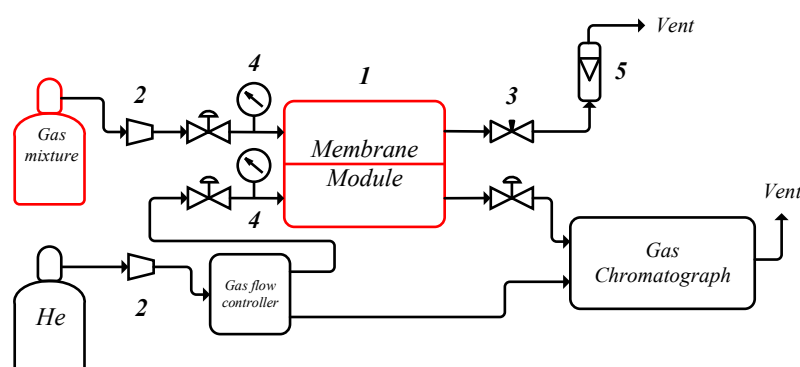 Vent
4
1
5
2
3
Gas
mixture
Membrane
Module
4
Vent
Gas
Chromatograph
Gas flow
controller
He
2